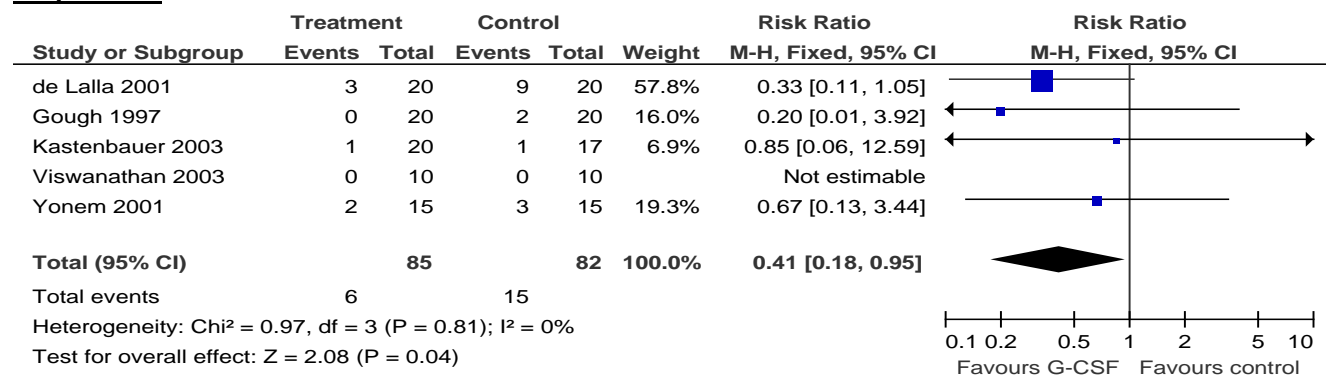 Treatment Control Risk Ratio Risk Ratio
Study or Subgroup Events Total Events Total Weight M-H, Fixed, 95% CI M-H, Fixed, 95% CI
de Lalla 2001 3 20 9 20 57.8% 0.33 [0.11, 1.05]
Gough 1997 0 20 2 20 16.0% 0.20 [0.01, 3.92]
Kastenbauer 2003 1 20 1 17 6.9% 0.85 [0.06, 12.59]
Viswanathan 2003 0 10 0 10 Not estimable
Yonem 2001 2 15 3 15 19.3% 0.67 [0.13, 3.44]
Total (95% CI) 85 82 100.0% 0.41 [0.18, 0.95]
Total events 6 15
Heterogeneity: Chi² = 0.97, df = 3 (P = 0.81); I² = 0%
Test for overall effect: Z = 2.08 (P = 0.04)
0.1 0.2 0.5 1 2 5 10
Favours G-CSF Favours control